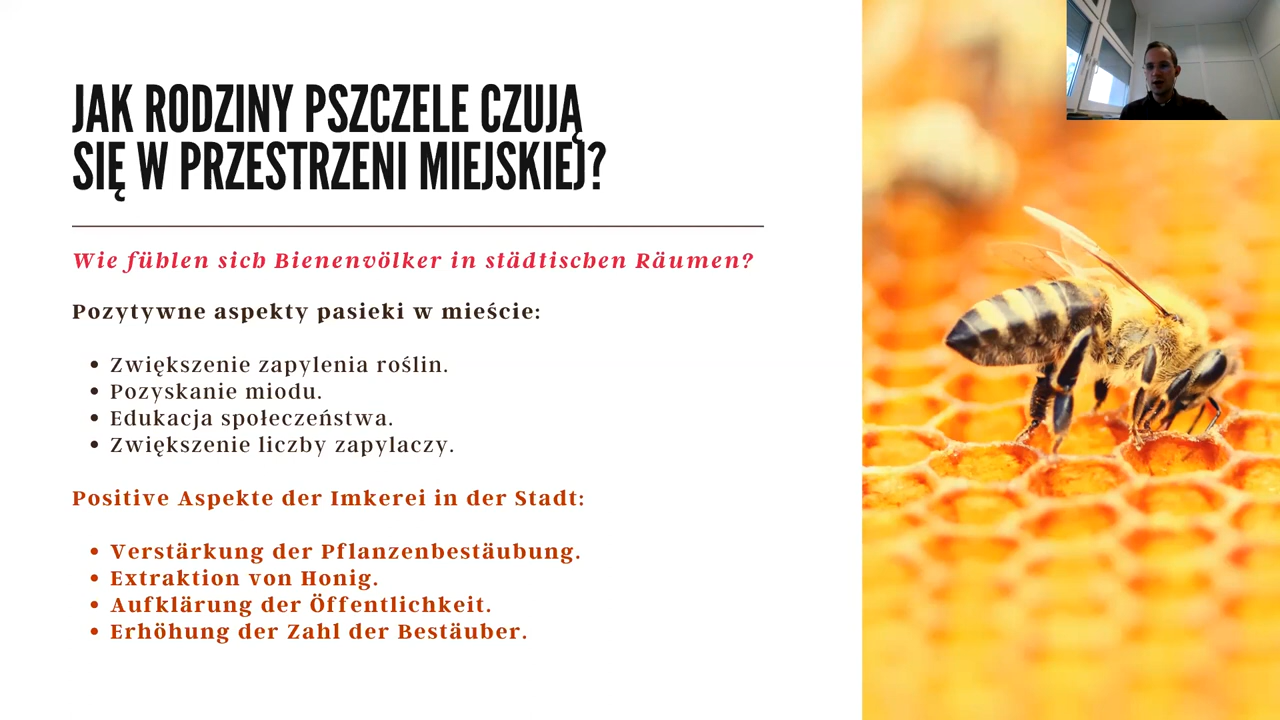 JAK RODZINY PSZCZELE CZUJĄ
SIĘ W PRZESTRZENI MIEJSKIEJ?
Wie fühlen sich Bienenvölker in städtischen Räumen?
Pozytywne aspekty pasieki w mieście:
• Zwiększenie zapylenia roślin.
• Pozyskanie miodu.
• Edukacja społeczeństwa.
• Zwiększenie liczby zapylaczy.
Positive Aspekte der Imkerei in der Stadt:
• Verstärkung der Pflanzenbestäubung.
• Extraktion von Honig.
• Aufklärung der Öffentlichkeit.
• Erhöhung der Zahl der Bestäuber.